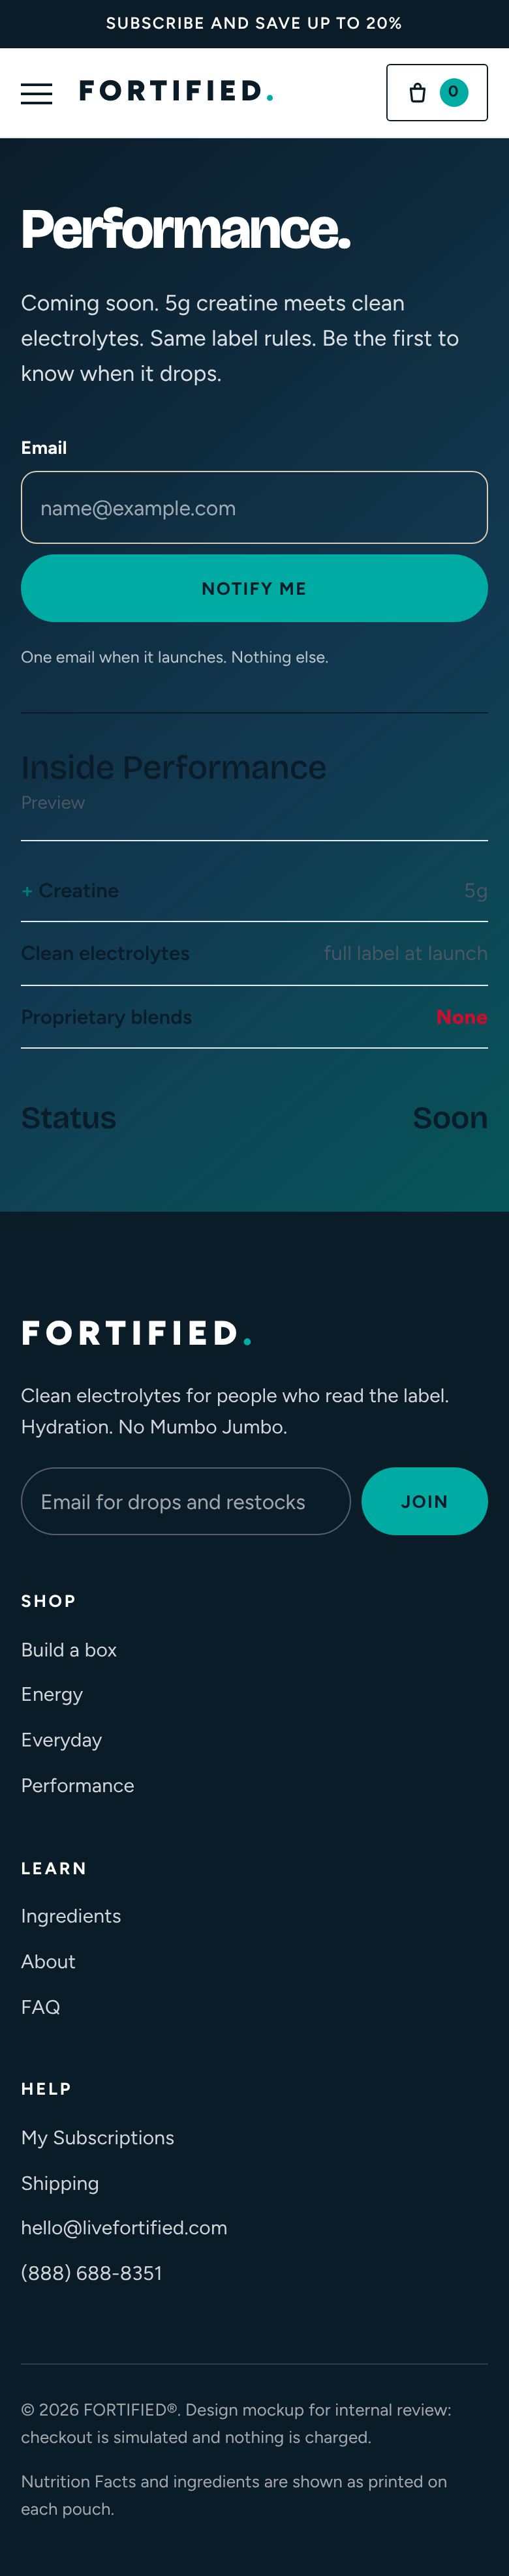 SUBSCRIBE AND SAVE UP TO 20%
FORTIFIED.
0
Performance.
Coming soon. 5g creatine meets clean
electrolytes. Same label rules. Be the first to
know when it drops.
Email
name@example.com
NOTIFY ME
One email when it launches. Nothing else.
Inside Performance
Preview
+ Creatine 5g
Clean electrolytes full label at launch
Proprietary blends None
Status Soon
FORTIFIED.
Clean electrolytes for people who read the label.
Hydration. No Mumbo Jumbo.
Email for drops and restocks JOIN
SHOP
Build a box
Energy
Everyday
Performance
LEARN
Ingredients
About
FAQ
HELP
My Subscriptions
Shipping
hello@livefortified.com
(888) 688-8351
© 2026 FORTIFIED®. Design mockup for internal review:
checkout is simulated and nothing is charged.
Nutrition Facts and ingredients are shown as printed on
each pouch.